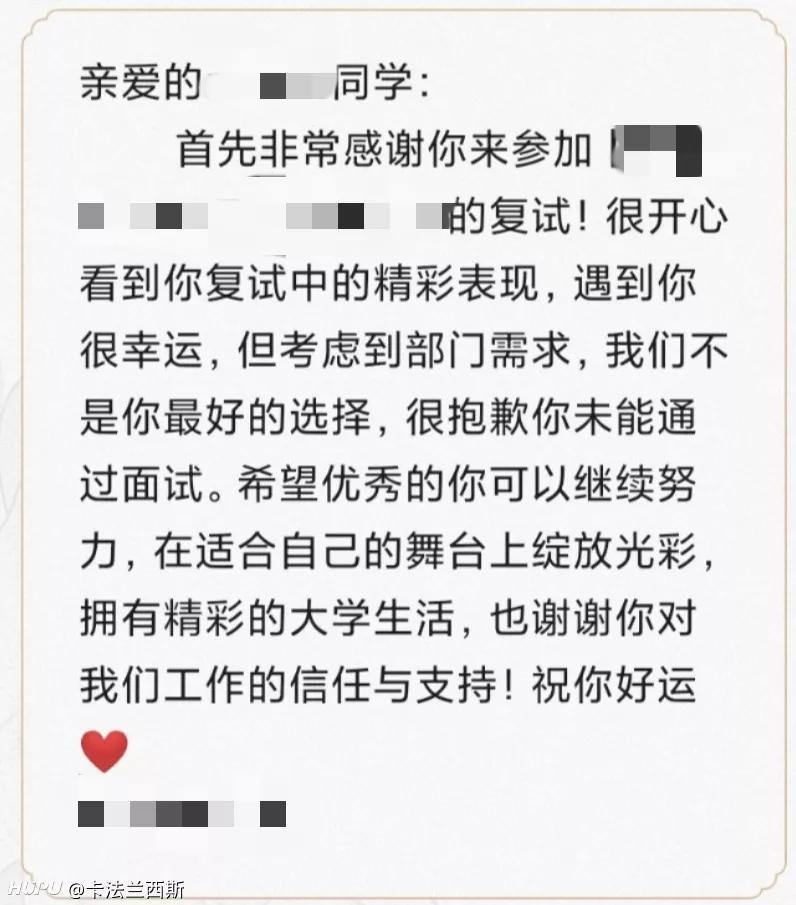 亲爱的 同学：
首先非常感谢你来参加
的复试！很开心
看到你复试中的精彩表现，遇到你
很幸运，但考虑到部门需求，我们不
是你最好的选择，很抱歉你未能通
过面试。希望优秀的你可以继续努
力，在适合自己的舞台上绽放光彩，
拥有精彩的大学生活，也谢谢你对
我们工作的信任与支持！祝你好运
❤️
HUPU @卡法兰西斯